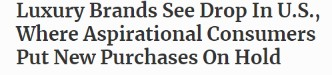 Luxury Brands See Drop In U.S.,
Where Aspirational Consumers
Put New Purchases On Hold